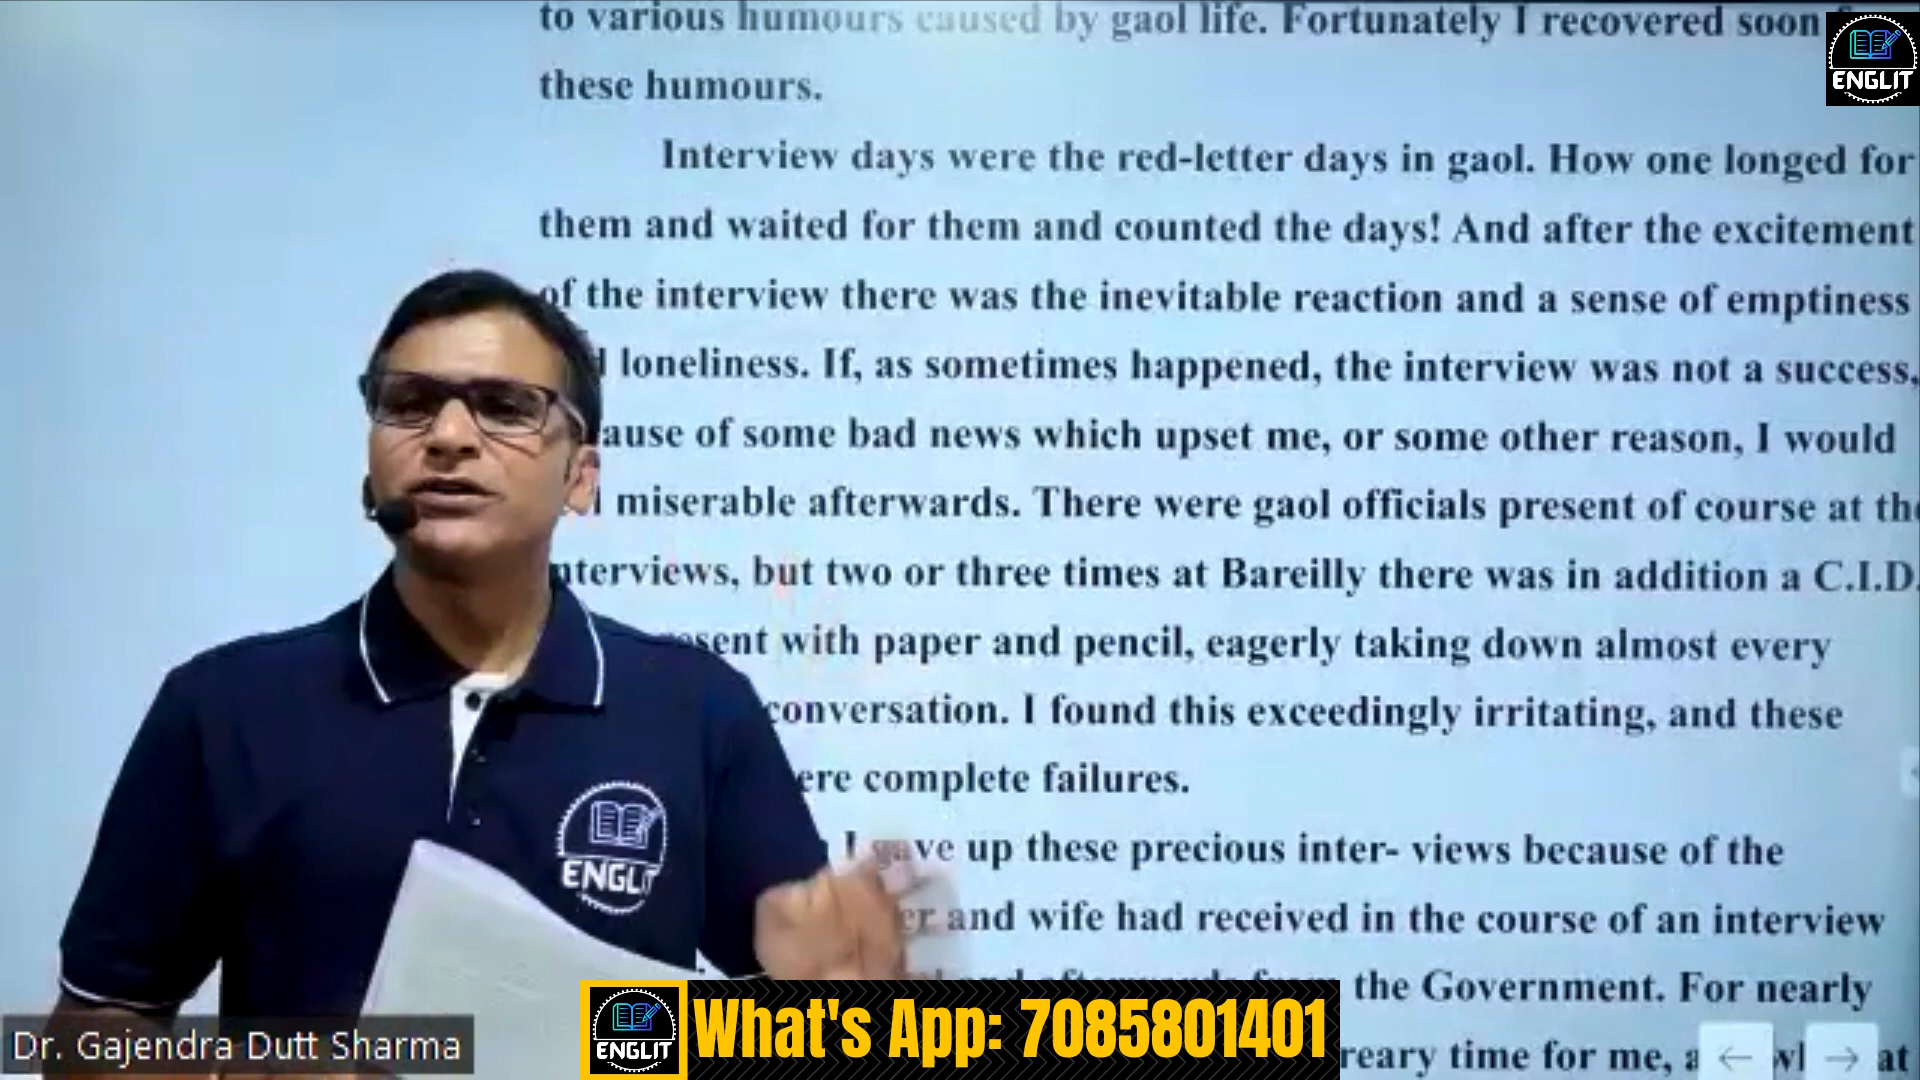 to various humours caused by gaol life. Fortunately I recovered soon
these humours.
Interview days were the red-letter days in gaol. How one longed for
them and waited for them and counted the days! And after the excitement
of the interview there was the inevitable reaction and a sense of emptiness
loneliness. If, as sometimes happened, the interview was not a success,
ause of some bad news which upset me, or some other reason, I would
miserable afterwards. There were gaol officials present of course at the
nterviews, but two or three times at Bareilly there was in addition a C.I.D.
esent with paper and pencil, eagerly taking down almost every
conversation. I found this exceedingly irritating, and these
ere complete failures.
I gave up these precious inter- views because of the
er and wife had received in the course of an interview
and afterwards from the Government. For nearly
reary time for me, a
at
ENGLIT
ENGLIT
Dr. Gajendra Dutt Sharma
ENGLIT
What's App: 7085801401